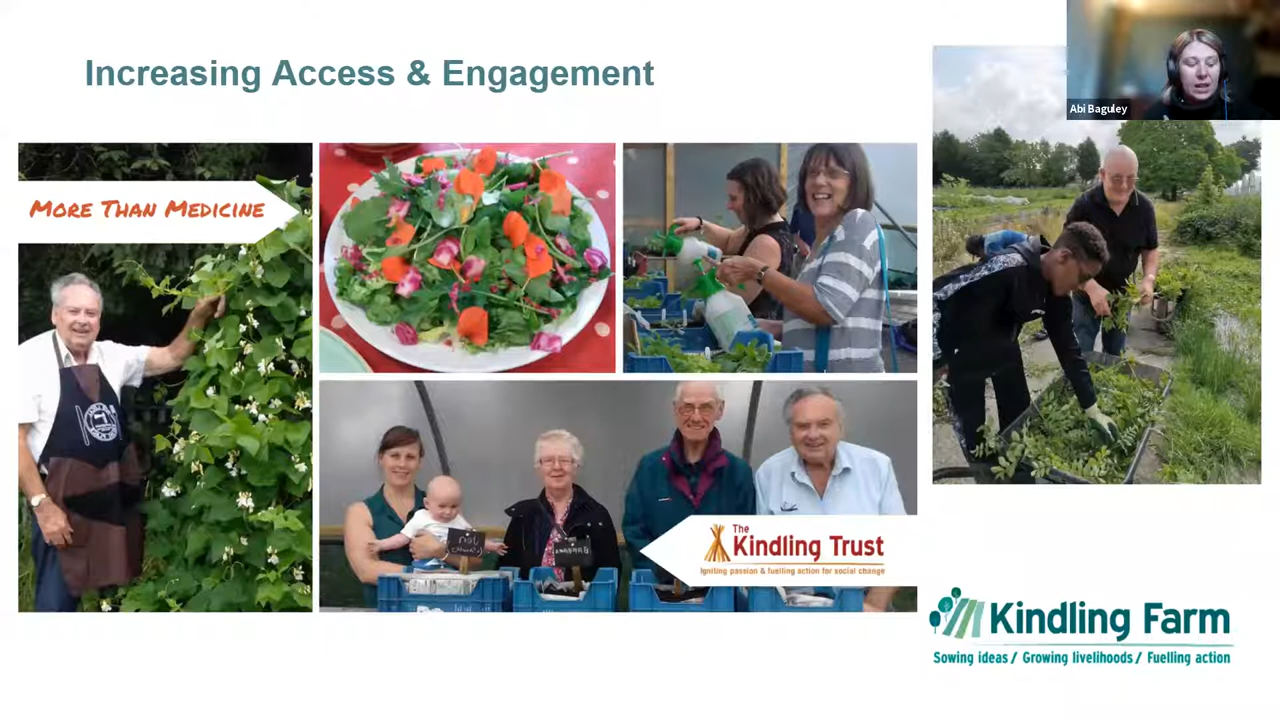 Increasing Access & Engagement
Abi Baguley
MORE THAN MEDICINE
not
The
Kindling Trust
Igniting passion & fuelling action for social change
Kindling Farm
Sowing ideas / Growing livelihoods / Fuelling action